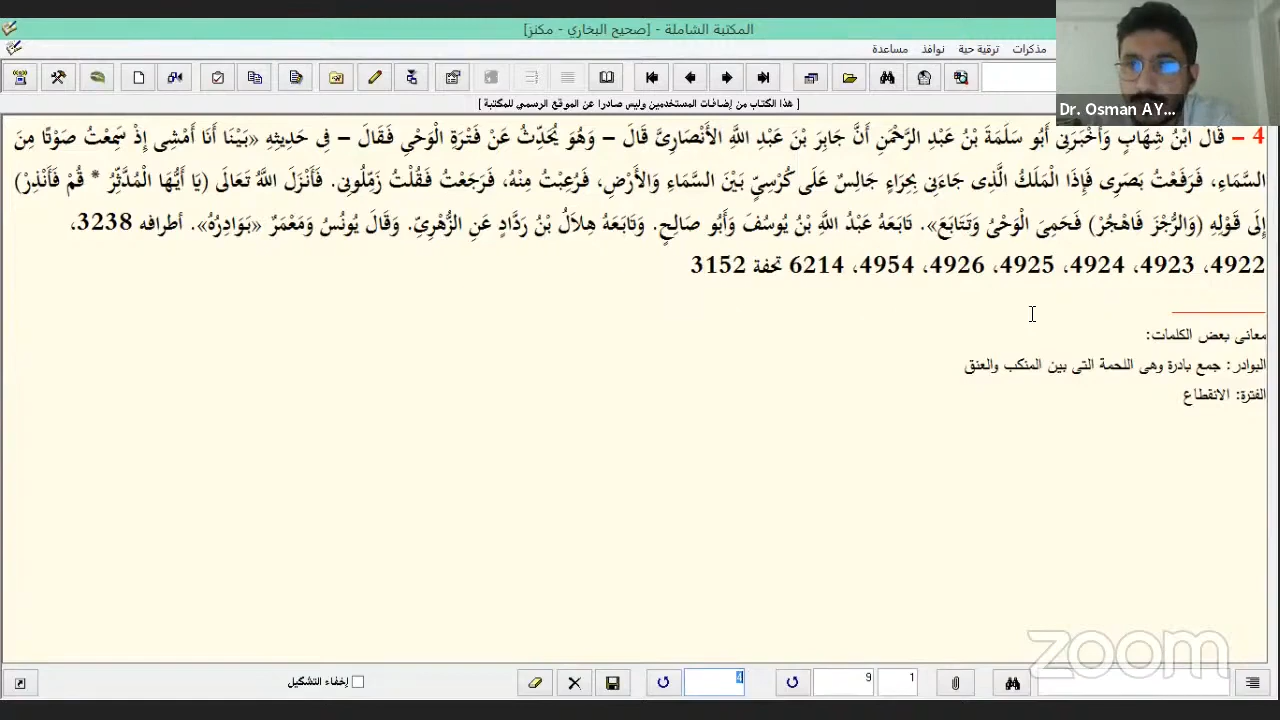 المكتبة الشاملة - [صحيح البخاري - مكنز]
مذكرات ترقية حية نوافذ مساعدة
Dr. Osman AY...
[ هذا الكتاب من إضافات المستخدمين وليس صادرا عن الموقع الرسمي للمكتبة ]
4 – قَالَ ابْنُ شِهَابٍ وَأَخْبَرَنِى أَبُو سَلَمَةَ بْنُ عَبْدِ الرَّحْمَنِ أَنَّ جَابِرَ بْنَ عَبْدِ اللَّهِ الأَنْصَارِىَّ قَالَ – وَهُوَ يُحَدِّثُ عَنْ فَتْرَةِ الْوَحْىِ فَقَالَ – فِى حَدِيثِهِ «بَيْنَا أَنَا أَمْشِى إِذْ سَمِعْتُ صَوْتًا مِنَ
السَّمَاءِ، فَرَفَعْتُ بَصَرِى فَإِذَا الْمَلَكُ الَّذِى جَاءَنِى بِحِرَاءٍ جَالِسٌ عَلَى كُرْسِيٍّ بَيْنَ السَّمَاءِ وَالأَرْضِ، فَرُعِبْتُ مِنْهُ، فَرَجَعْتُ فَقُلْتُ زَمِّلُونِى. فَأَنْزَلَ اللَّهُ تَعَالَى (يَا أَيُّهَا الْمُدَّثِّرُ * قُمْ فَأَنْذِرْ)
إِلَى قَوْلِهِ (وَالرُّجْزَ فَاهْجُرْ) فَحَمِىَ الْوَحْىُ وَتَتَابَعَ». تَابَعَهُ عَبْدُ اللَّهِ بْنُ يُوسُفَ وَأَبُو صَالِحٍ. وَتَابَعَهُ هِلاَلُ بْنُ رَدَّادٍ عَنِ الزُّهْرِيِّ. وَقَالَ يُونُسُ وَمَعْمَرٌ «بَوَادِرُهُ». أطرافه 3238،
4922، 4923، 4924، 4925، 4926، 4954، 6214 تحفة 3152
معانى بعض الكلمات:
البوادر: جمع بادرة وهى اللحمة التى بين المنكب والعنق
الفترة: الانقطاع
zoom
1 9 4 إخفاء التشكيل